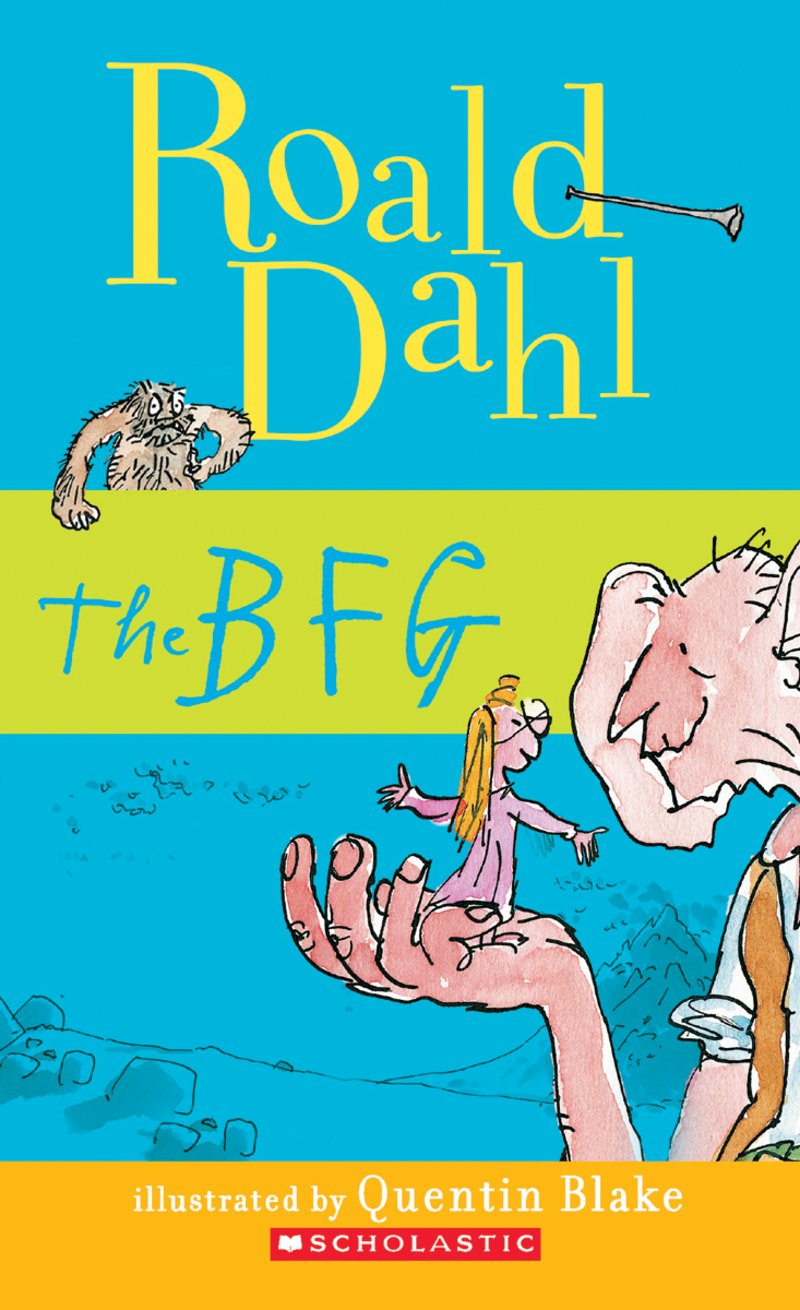 Roald
Dahl
the BFG
illustrated by Quentin Blake
SCHOLASTIC